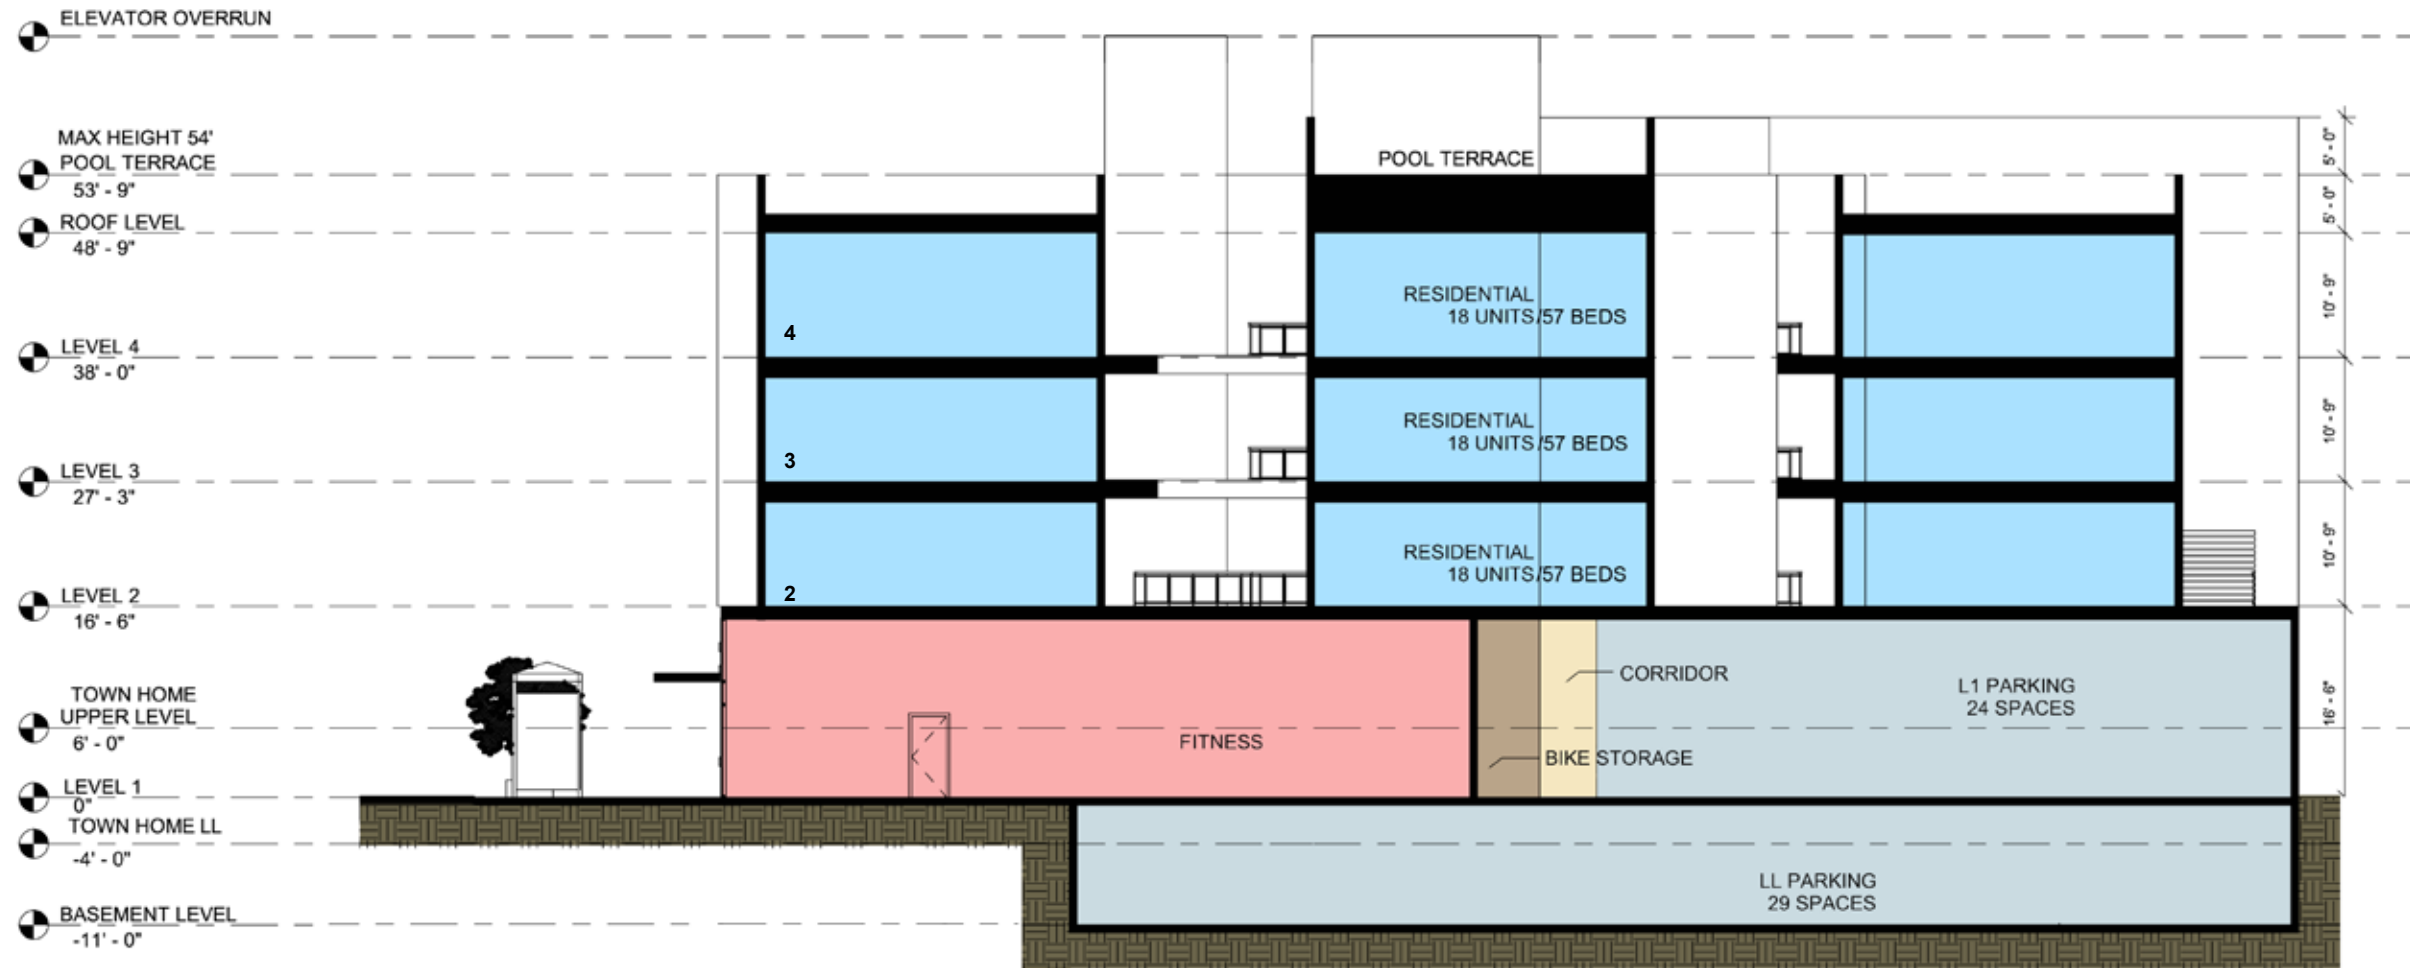 ELEVATOR OVERRUN
MAX HEIGHT 54'
POOL TERRACE
53' - 9"
ROOF LEVEL
48' - 9"
LEVEL 4
38' - 0"
LEVEL 3
27' - 3"
LEVEL 2
16' - 6"
TOWN HOME
UPPER LEVEL
6' - 0"
LEVEL 1
0"
TOWN HOME LL
-4' - 0"
BASEMENT LEVEL
-11' - 0"
POOL TERRACE
4
RESIDENTIAL
18 UNITS/57 BEDS
3
RESIDENTIAL
18 UNITS/57 BEDS
2
RESIDENTIAL
18 UNITS/57 BEDS
FITNESS
CORRIDOR
BIKE STORAGE
L1 PARKING
24 SPACES
LL PARKING
29 SPACES
5' - 0"
5' - 0"
10' - 9"
10' - 9"
10' - 9"
16' - 6"